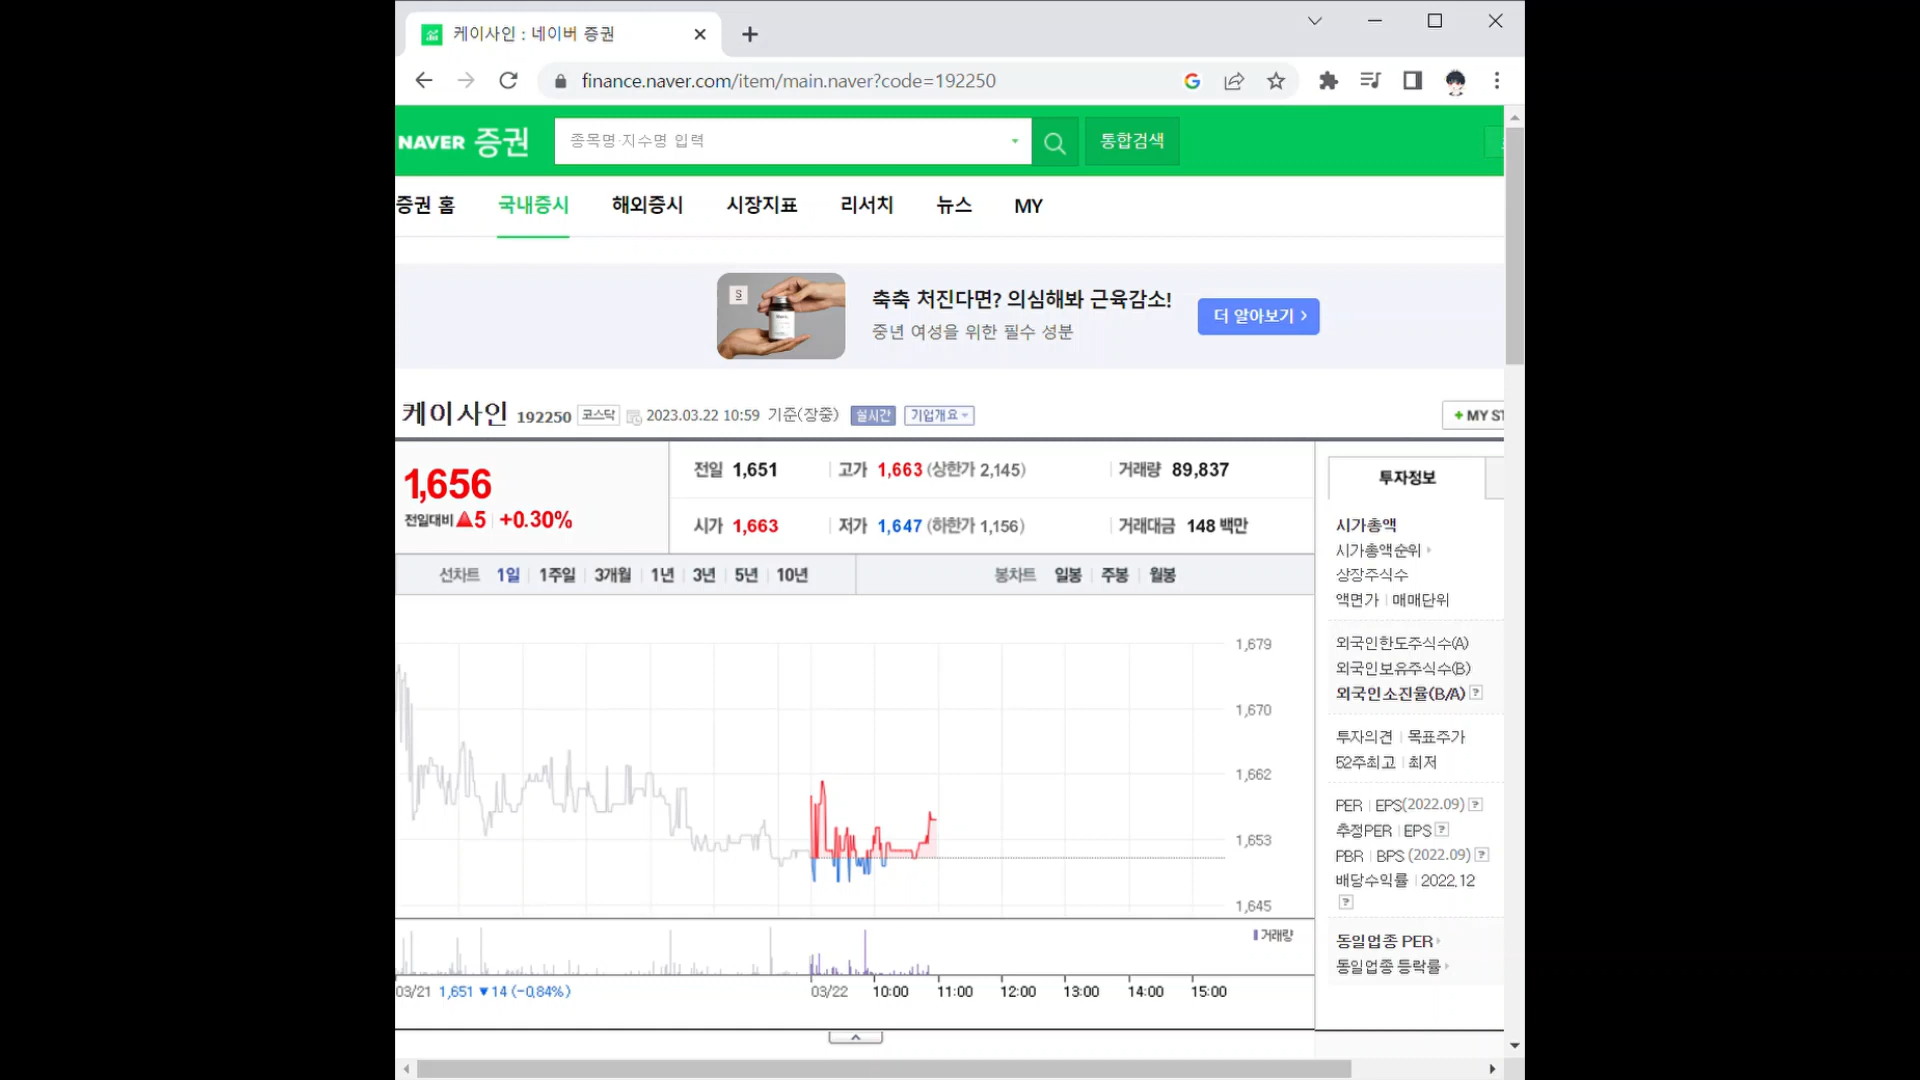 케이사인 : 네이버 증권
finance.naver.com/item/main.naver?code=192250
NAVER 증권
종목명·지수명 입력
통합검색
증권 홈 국내증시 해외증시 시장지표 리서치 뉴스 MY
S
축축 처진다면? 의심해봐 근육감소!
중년 여성을 위한 필수 성분
더 알아보기 >
케이사인 192250 코스닥 2023.03.22 10:59 기준(장중) 실시간 기업개요
+ MY ST
1,656
전일대비 ▲5 +0.30%
전일 1,651 고가 1,663 (상한가 2,145) 거래량 89,837
시가 1,663 저가 1,647 (하한가 1,156) 거래대금 148 백만
선차트 1일 1주일 3개월 1년 3년 5년 10년
봉차트 일봉 주봉 월봉
1,679
1,670
1,662
1,653
1,645
거래량
03/21 1,651 ▼14 (-0.84%)
03/22 10:00 11:00 12:00 13:00 14:00 15:00
투자정보
시가총액
시가총액순위
상장주식수
액면가 매매단위
외국인한도주식수(A)
외국인보유주식수(B)
외국인소진율(B/A) ?
투자의견 목표주가
52주최고 최저
PER EPS(2022.09) ?
추정PER EPS ?
PBR BPS (2022.09) ?
배당수익률 2022.12
?
동일업종 PER
동일업종 등락률